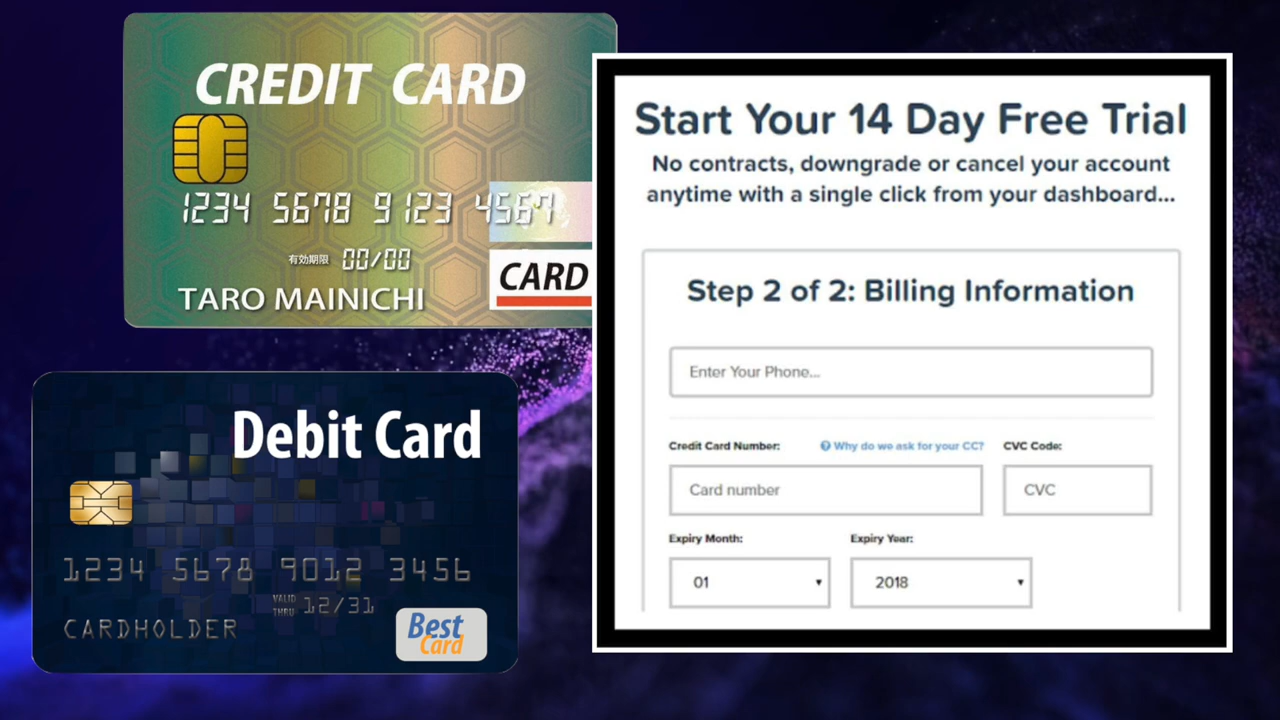 CREDIT CARD
1234 5678 9123 4567
有効期限 00/00
TARO MAINICHI
CARD
Debit Card
1234 5678 9012 3456
VALID THRU 12/31
CARDHOLDER
Best
Card
Start Your 14 Day Free Trial
No contracts, downgrade or cancel your account
anytime with a single click from your dashboard...
Step 2 of 2: Billing Information
Enter Your Phone...
Credit Card Number: Why do we ask for your CC? CVC Code:
Card number CVC
Expiry Month: Expiry Year:
01 2018